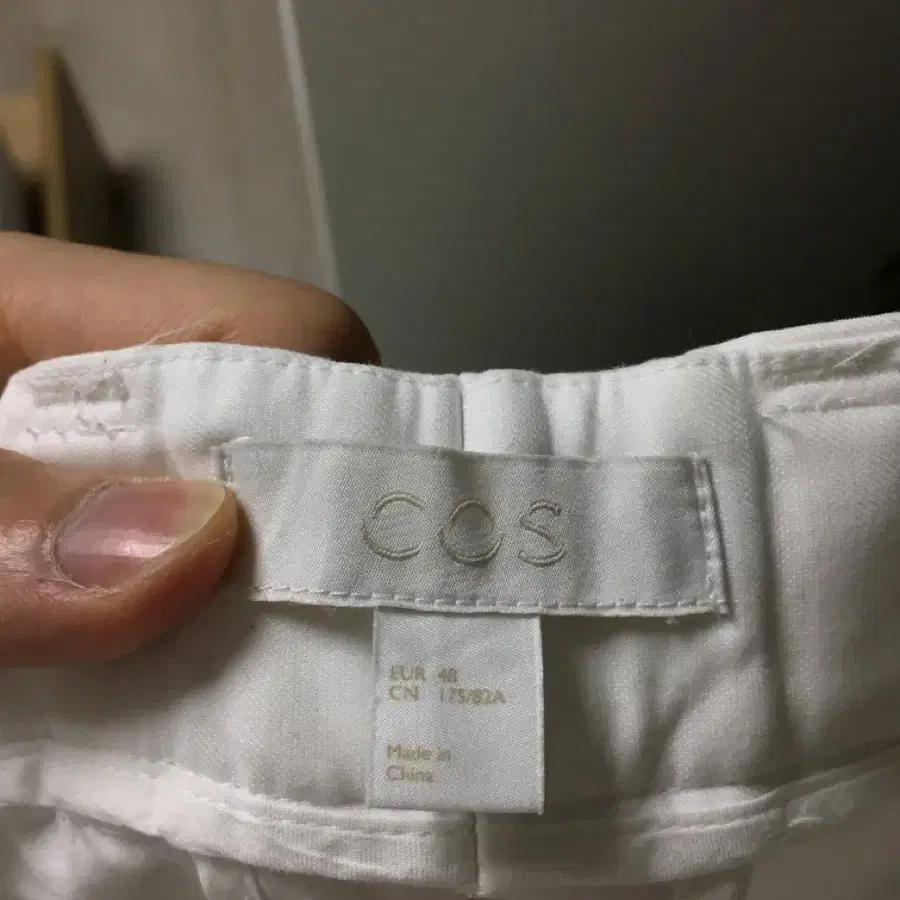 COS
EUR 48
CN 175/82A
Made in
China